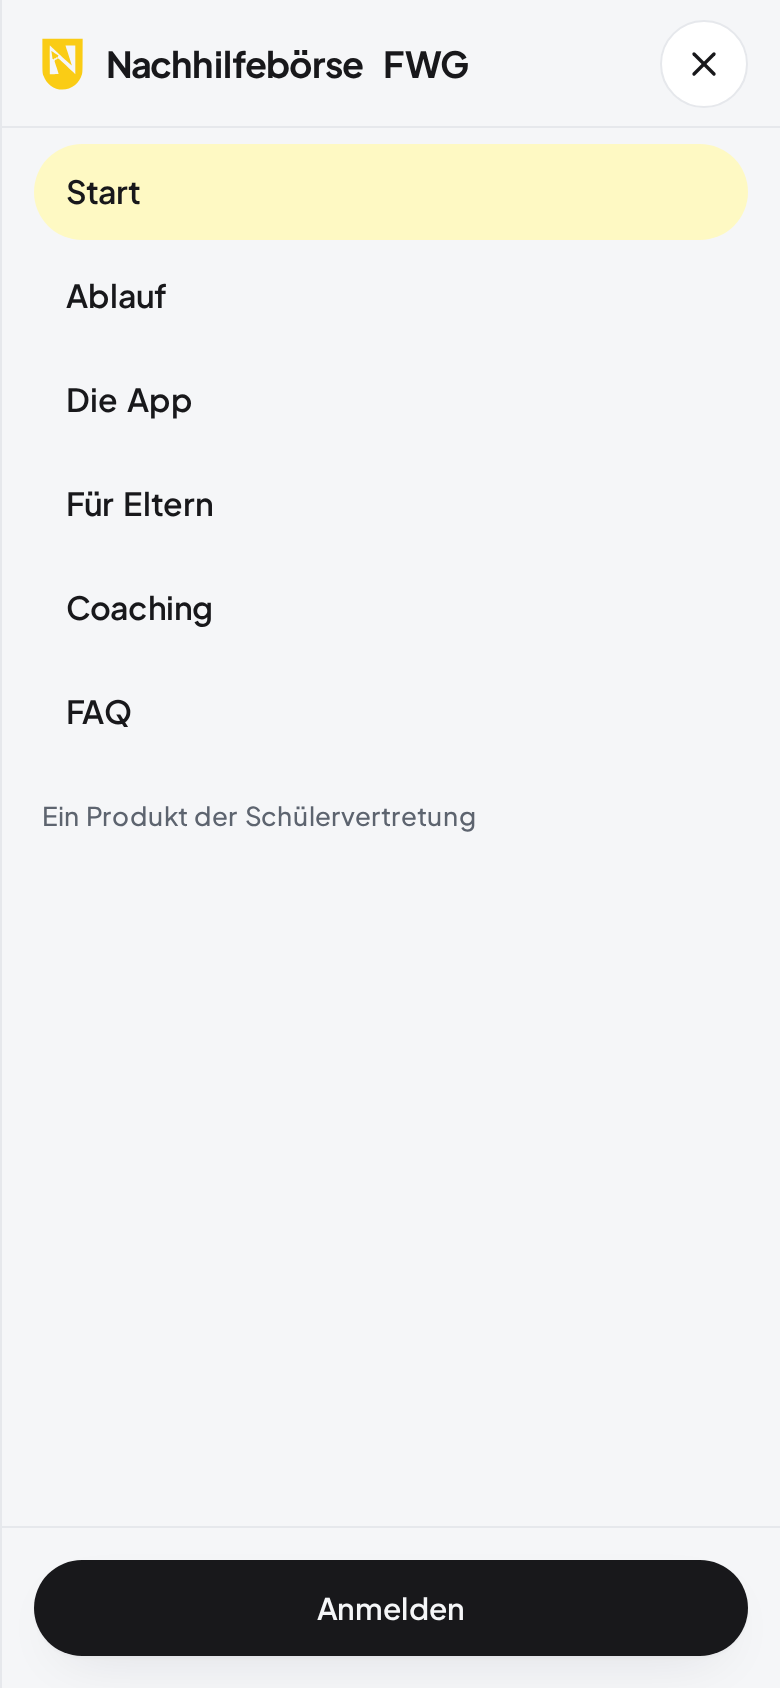 Nachhilfebörse FWG
Start
Ablauf
Die App
Für Eltern
Coaching
FAQ
Ein Produkt der Schülervertretung
Anmelden